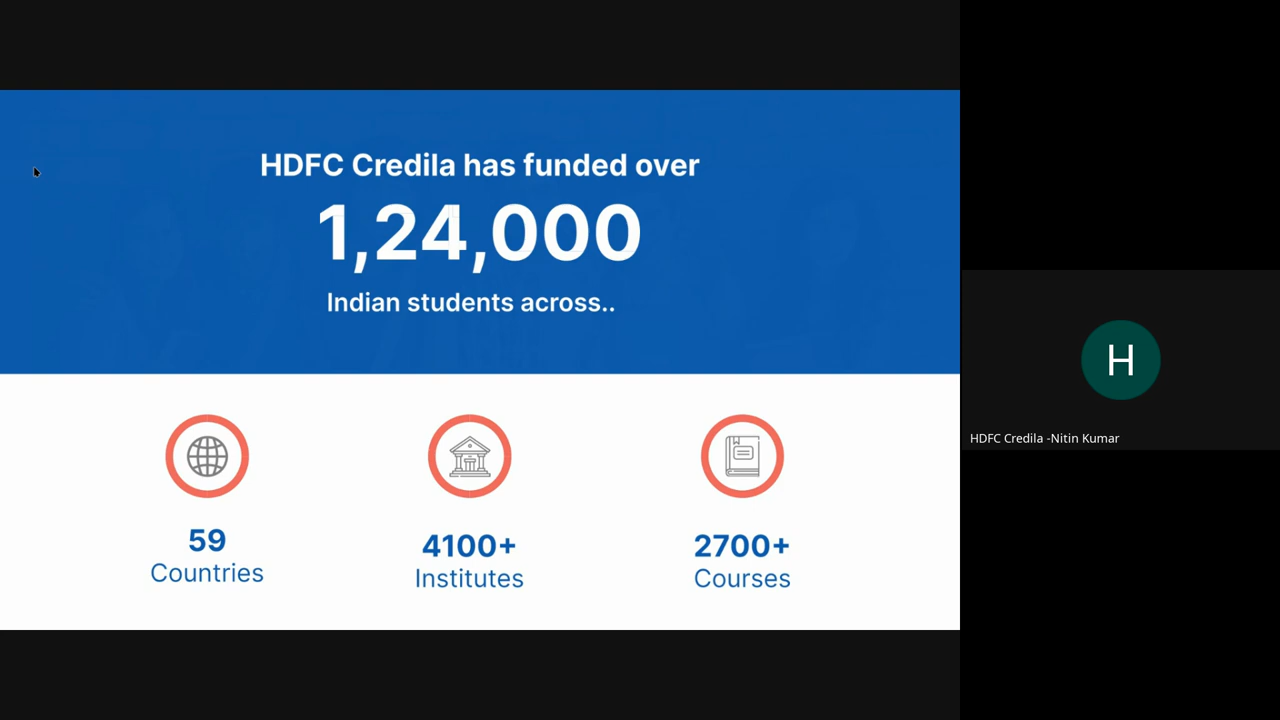 HDFC Credila has funded over
1,24,000
Indian students across..
59
Countries
4100+
Institutes
2700+
Courses
H
HDFC Credila -Nitin Kumar